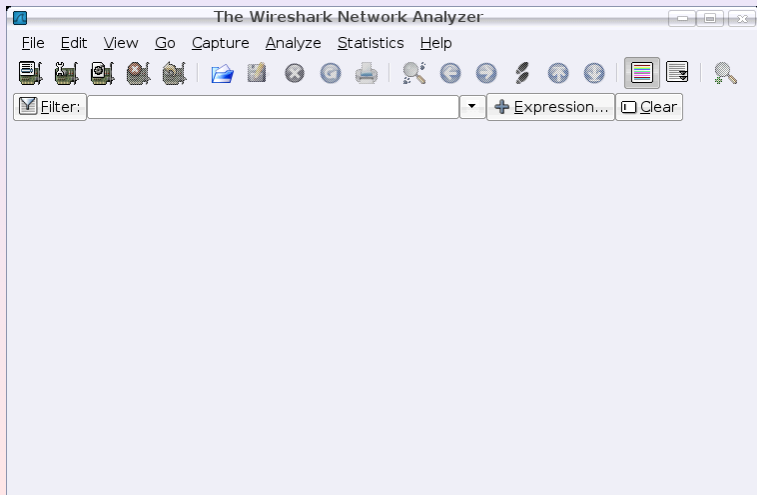 The Wireshark Network Analyzer
File Edit View Go Capture Analyze Statistics Help
Filter: Expression... Clear